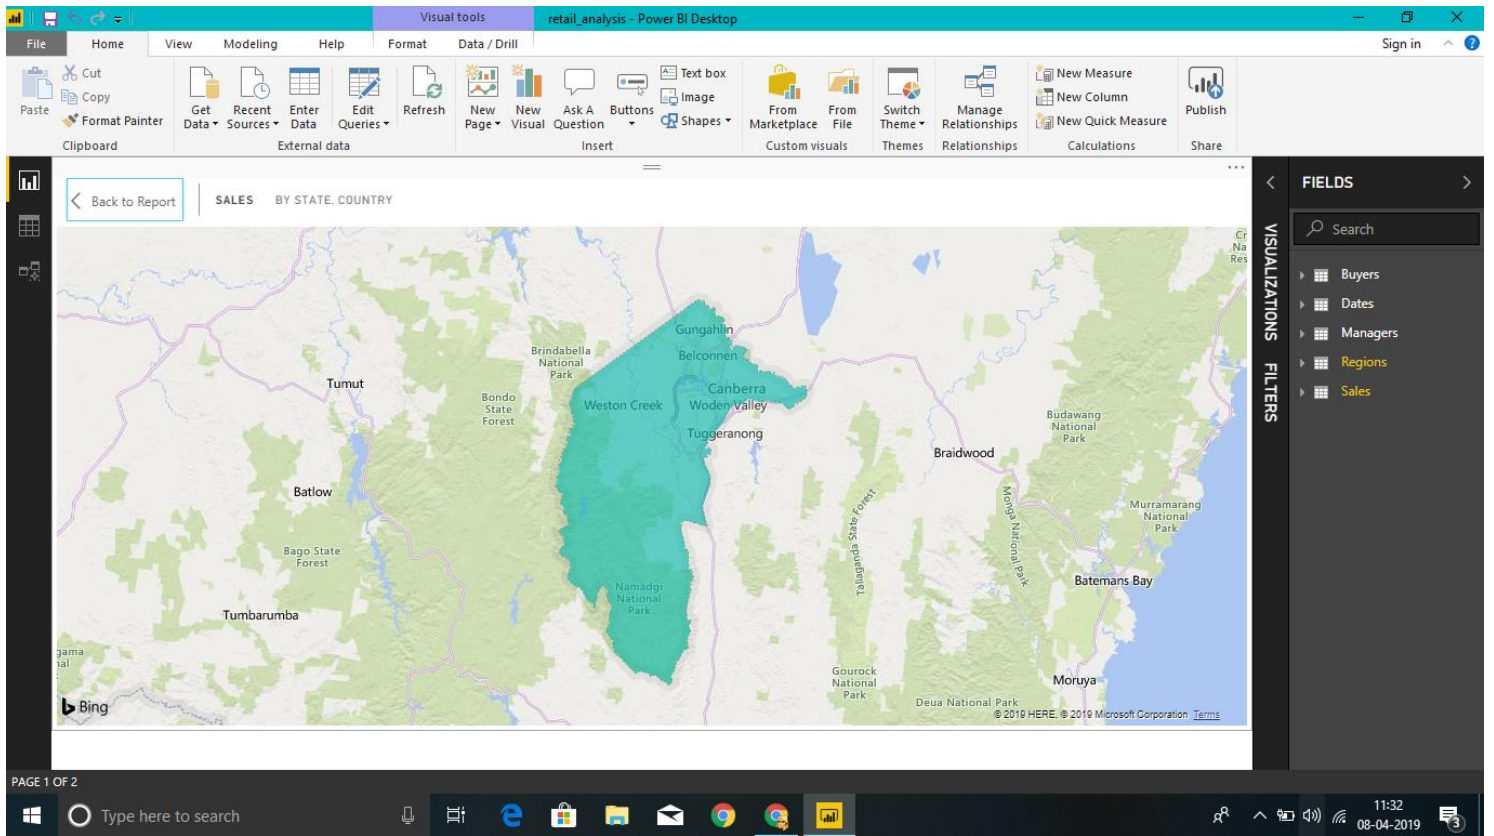 Visual tools
retail_analysis - Power BI Desktop
File Home View Modeling Help Format Data / Drill Sign in
Paste
Cut
Copy
Format Painter
Clipboard
Get Data
Recent Sources
Enter Data
Edit Queries
Refresh
External data
New Page
New Visual
Ask A Question
Buttons
Text box
Image
Shapes
Insert
From Marketplace
From File
Custom visuals
Switch Theme
Themes
Manage Relationships
Relationships
New Measure
New Column
New Quick Measure
Calculations
Publish
Share
Back to Report
SALES BY STATE, COUNTRY
Gungahlin
Belconnen
Brindabella
National
Park
Canberra
Weston Creek
Woden Valley
Tuggeranong
Tumut
Bondo
State
Forest
Batlow
Bago State
Forest
Tumbarumba
Namadgi
National
Park
Braidwood
Budawang
National
Park
Monga National Park
Tallaganda State Forest
Murramarang
National
Park
Batemans Bay
Moruya
Gourock
National
Park
Deua National Park
Cr
Na
Res
gama
nal
Bing
© 2019 HERE, © 2019 Microsoft Corporation Terms
VISUALIZATIONS
FILTERS
FIELDS
Search
Buyers
Dates
Managers
Regions
Sales
PAGE 1 OF 2
Type here to search
11:32
08-04-2019
3